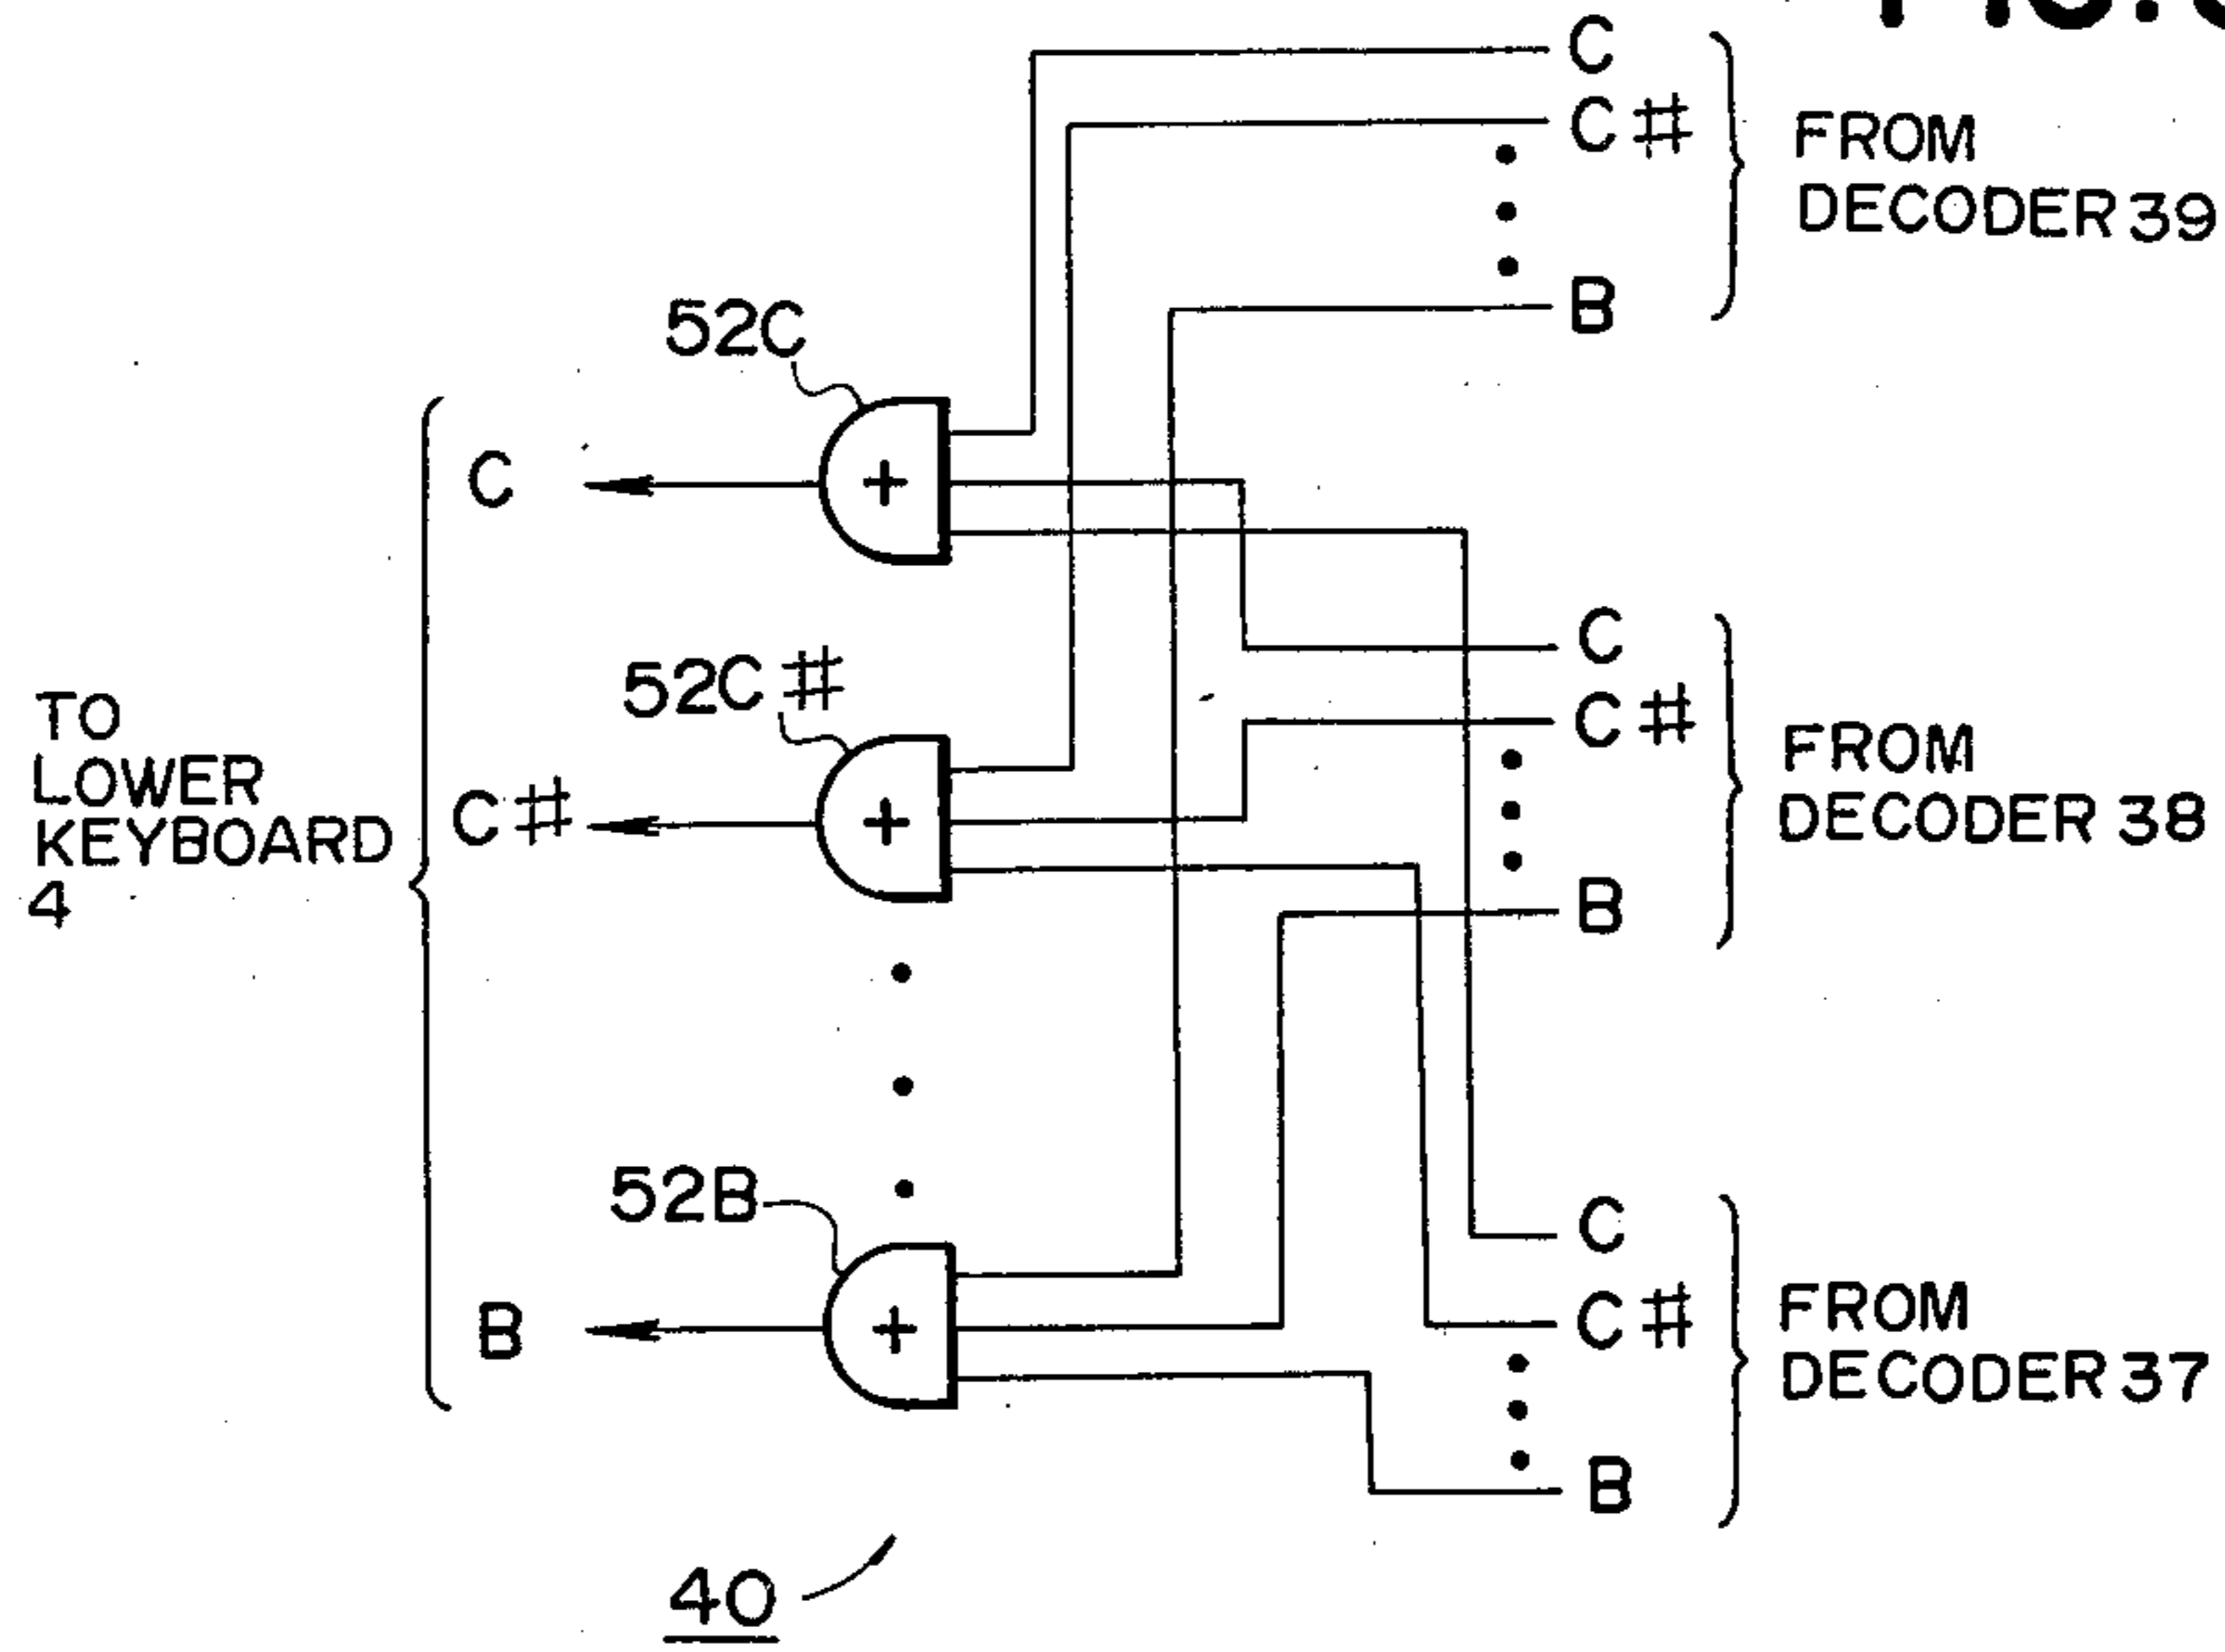 C
C#
FROM
DECODER 39
B
52C
C
C
52C#
C#
FROM
DECODER 38
TO
LOWER
KEYBOARD
4
C#
B
52B
C
C#
FROM
DECODER 37
B
B
40